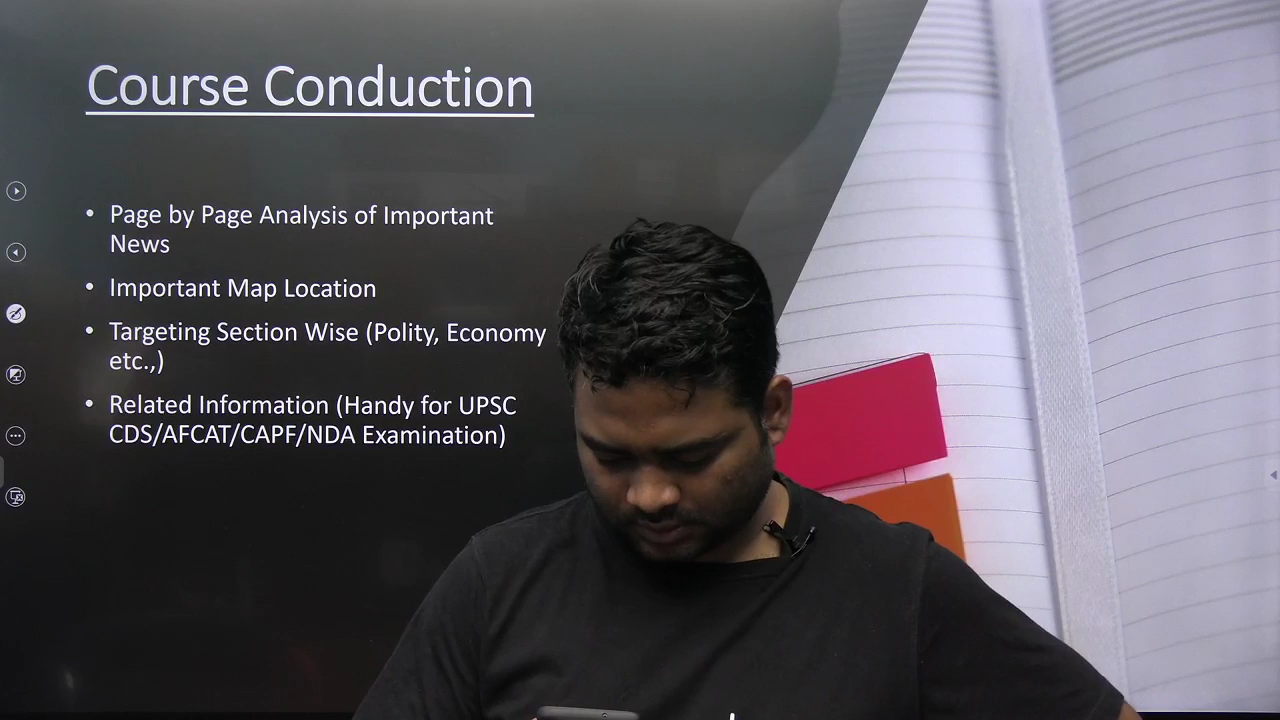 Course Conduction
• Page by Page Analysis of Important
News
• Important Map Location
• Targeting Section Wise (Polity, Economy
etc.,)
• Related Information (Handy for UPSC
CDS/AFCAT/CAPF/NDA Examination)